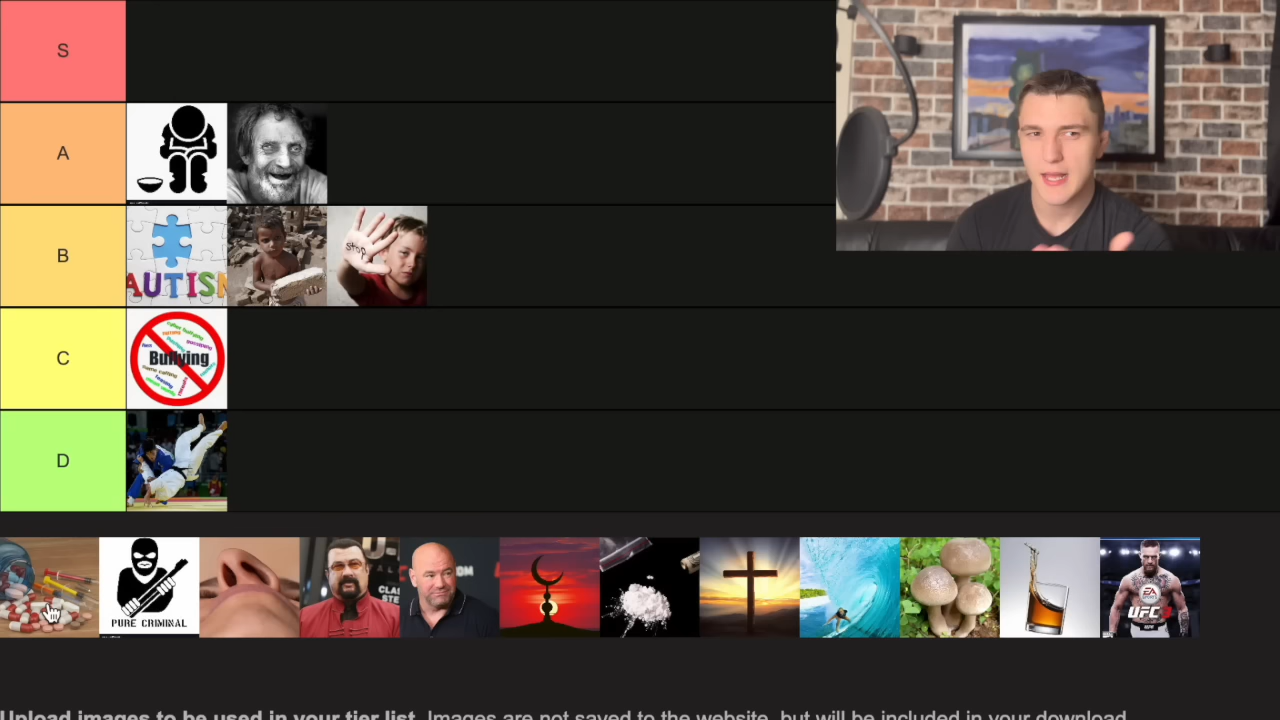 S
A
B
AUTISM
stop
C
Bullying
D
PURE CRIMINAL
EA
UFC
Upload images to be used in your tier list. Images are not saved to the website, but will be included in your download